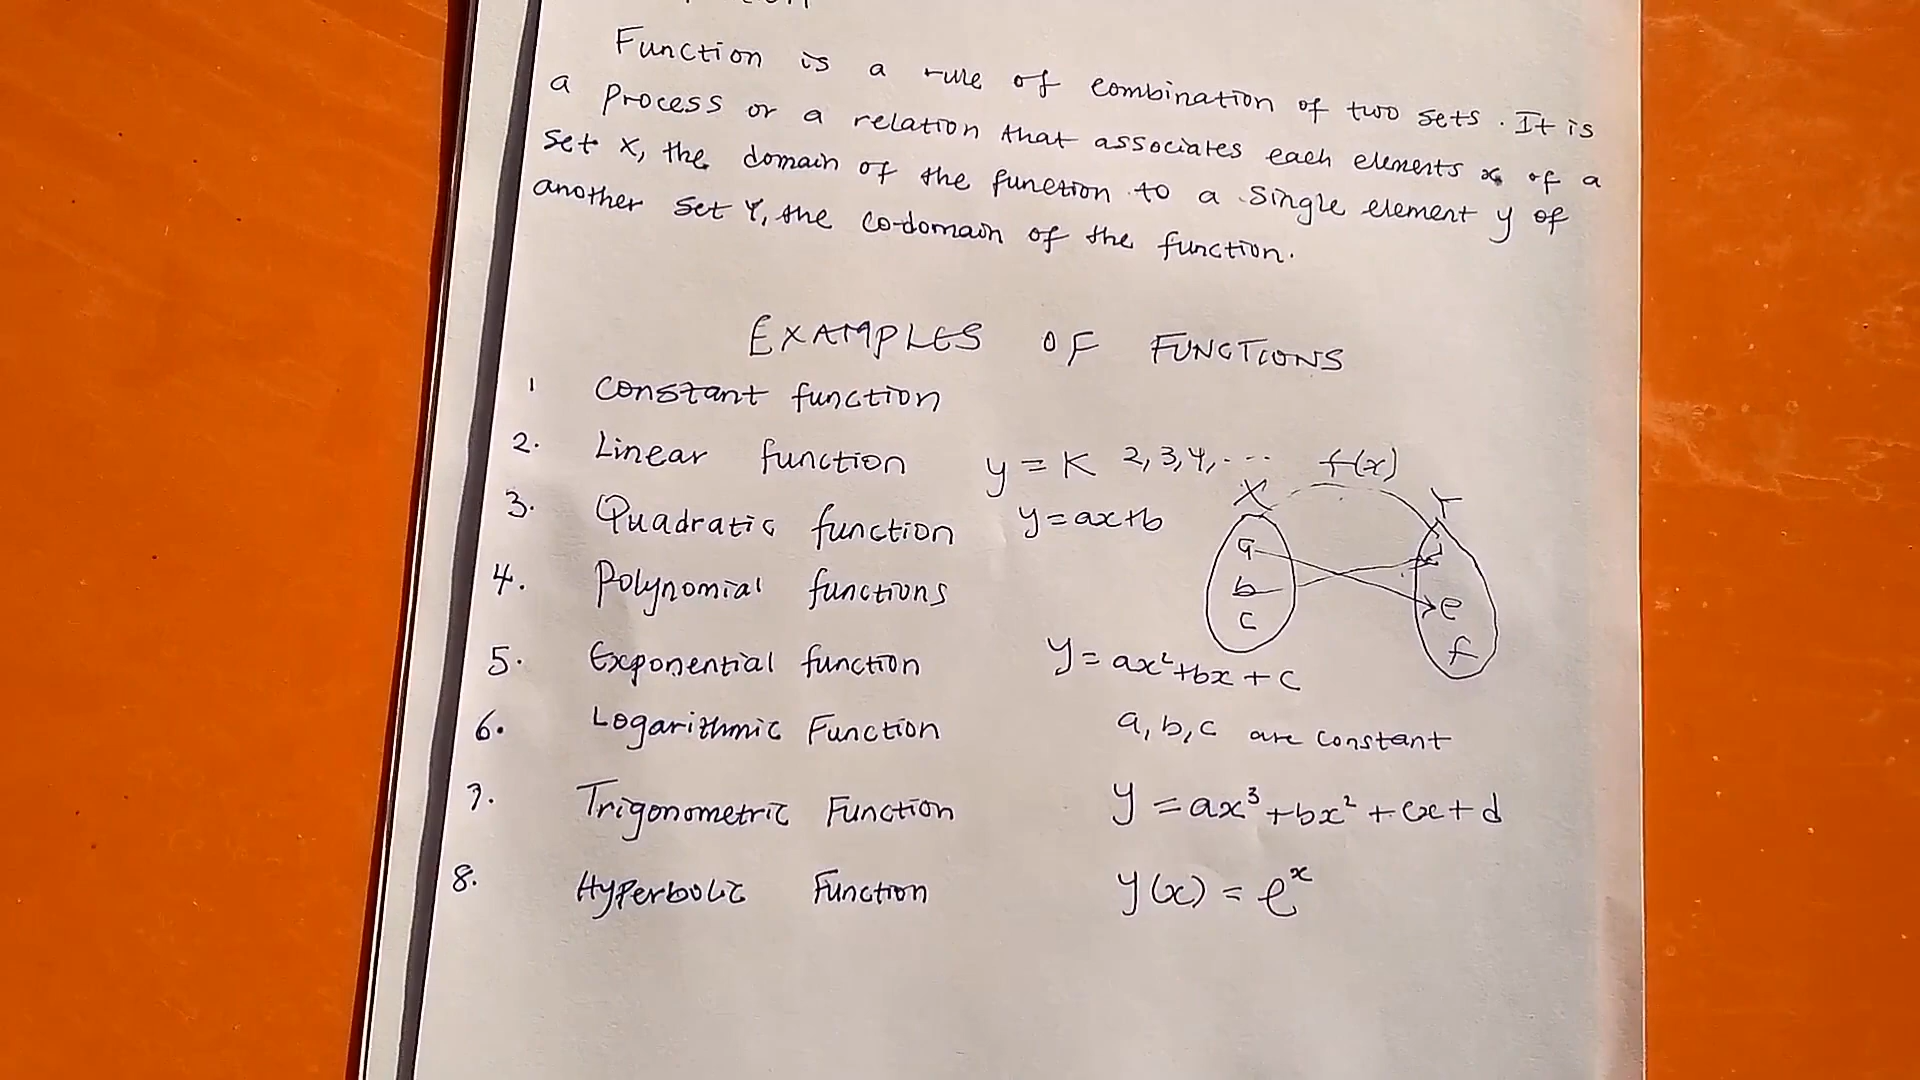 Function is a rule of combination of two sets. It is
a process or a relation that associates each elements x of a
set X, the domain of the function to a single element y of
another set Y, the co-domain of the function.
EXAMPLES OF FUNCTIONS
1 Constant function
2. Linear function y = K 2,3,4,... f(x)
3. Quadratic function y=ax+b
X Y
a
b
c
e
f
4. Polynomial functions
5. Exponential function y=ax²+bx+c
6. Logarithmic Function a,b,c are constant
7. Trigonometric Function y=ax³+bx²+cx+d
8. Hyperbolic Function y(x) = e^x